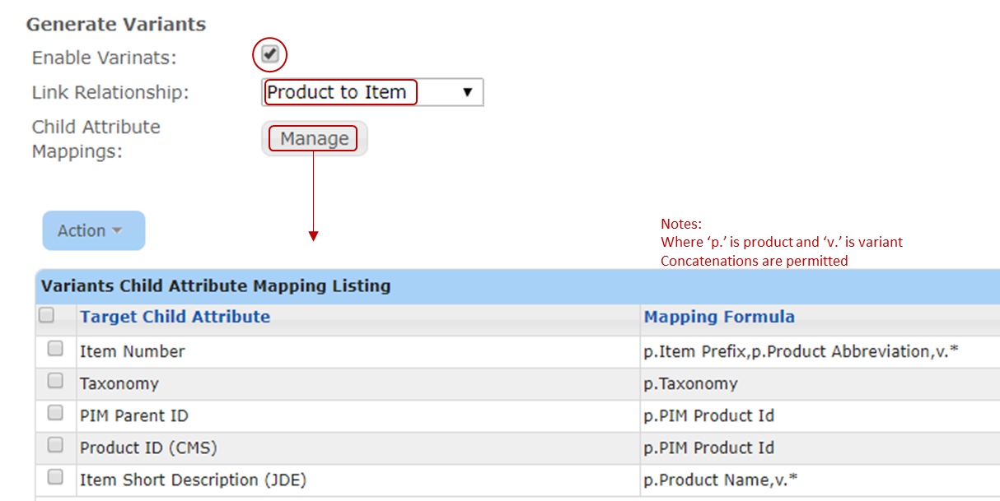 Generate Variants
Enable Varinats:
Link Relationship:
Product to Item
Child Attribute
Mappings:
Manage
Action
Notes:
Where ‘p.’ is product and ‘v.’ is variant
Concatenations are permitted
Variants Child Attribute Mapping Listing
Target Child Attribute Mapping Formula
Item Number p.Item Prefix,p.Product Abbreviation,v.*
Taxonomy p.Taxonomy
PIM Parent ID p.PIM Product Id
Product ID (CMS) p.PIM Product Id
Item Short Description (JDE) p.Product Name,v.*